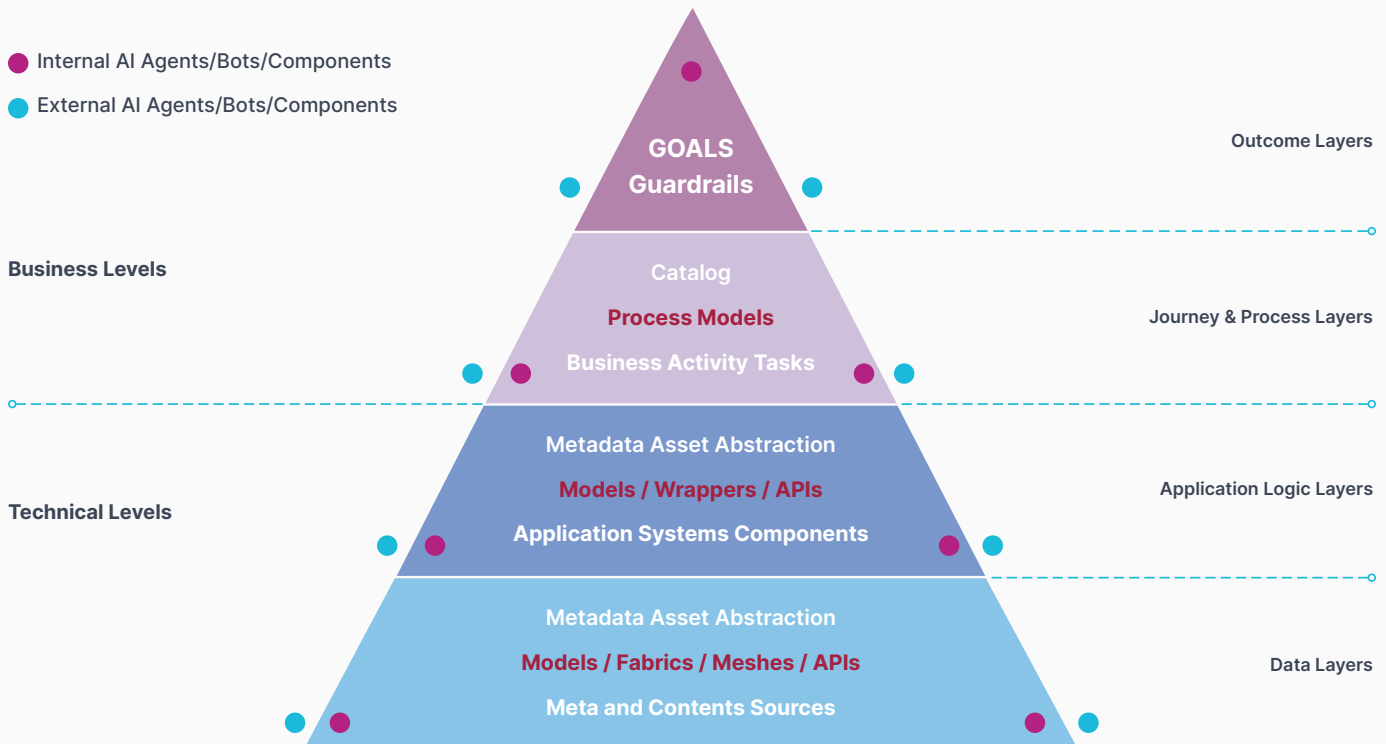 Internal AI Agents/Bots/Components
External AI Agents/Bots/Components
GOALS
Guardrails
Outcome Layers
Business Levels
Catalog
Process Models
Business Activity Tasks
Journey & Process Layers
Technical Levels
Metadata Asset Abstraction
Models / Wrappers / APIs
Application Systems Components
Application Logic Layers
Metadata Asset Abstraction
Models / Fabrics / Meshes / APIs
Meta and Contents Sources
Data Layers